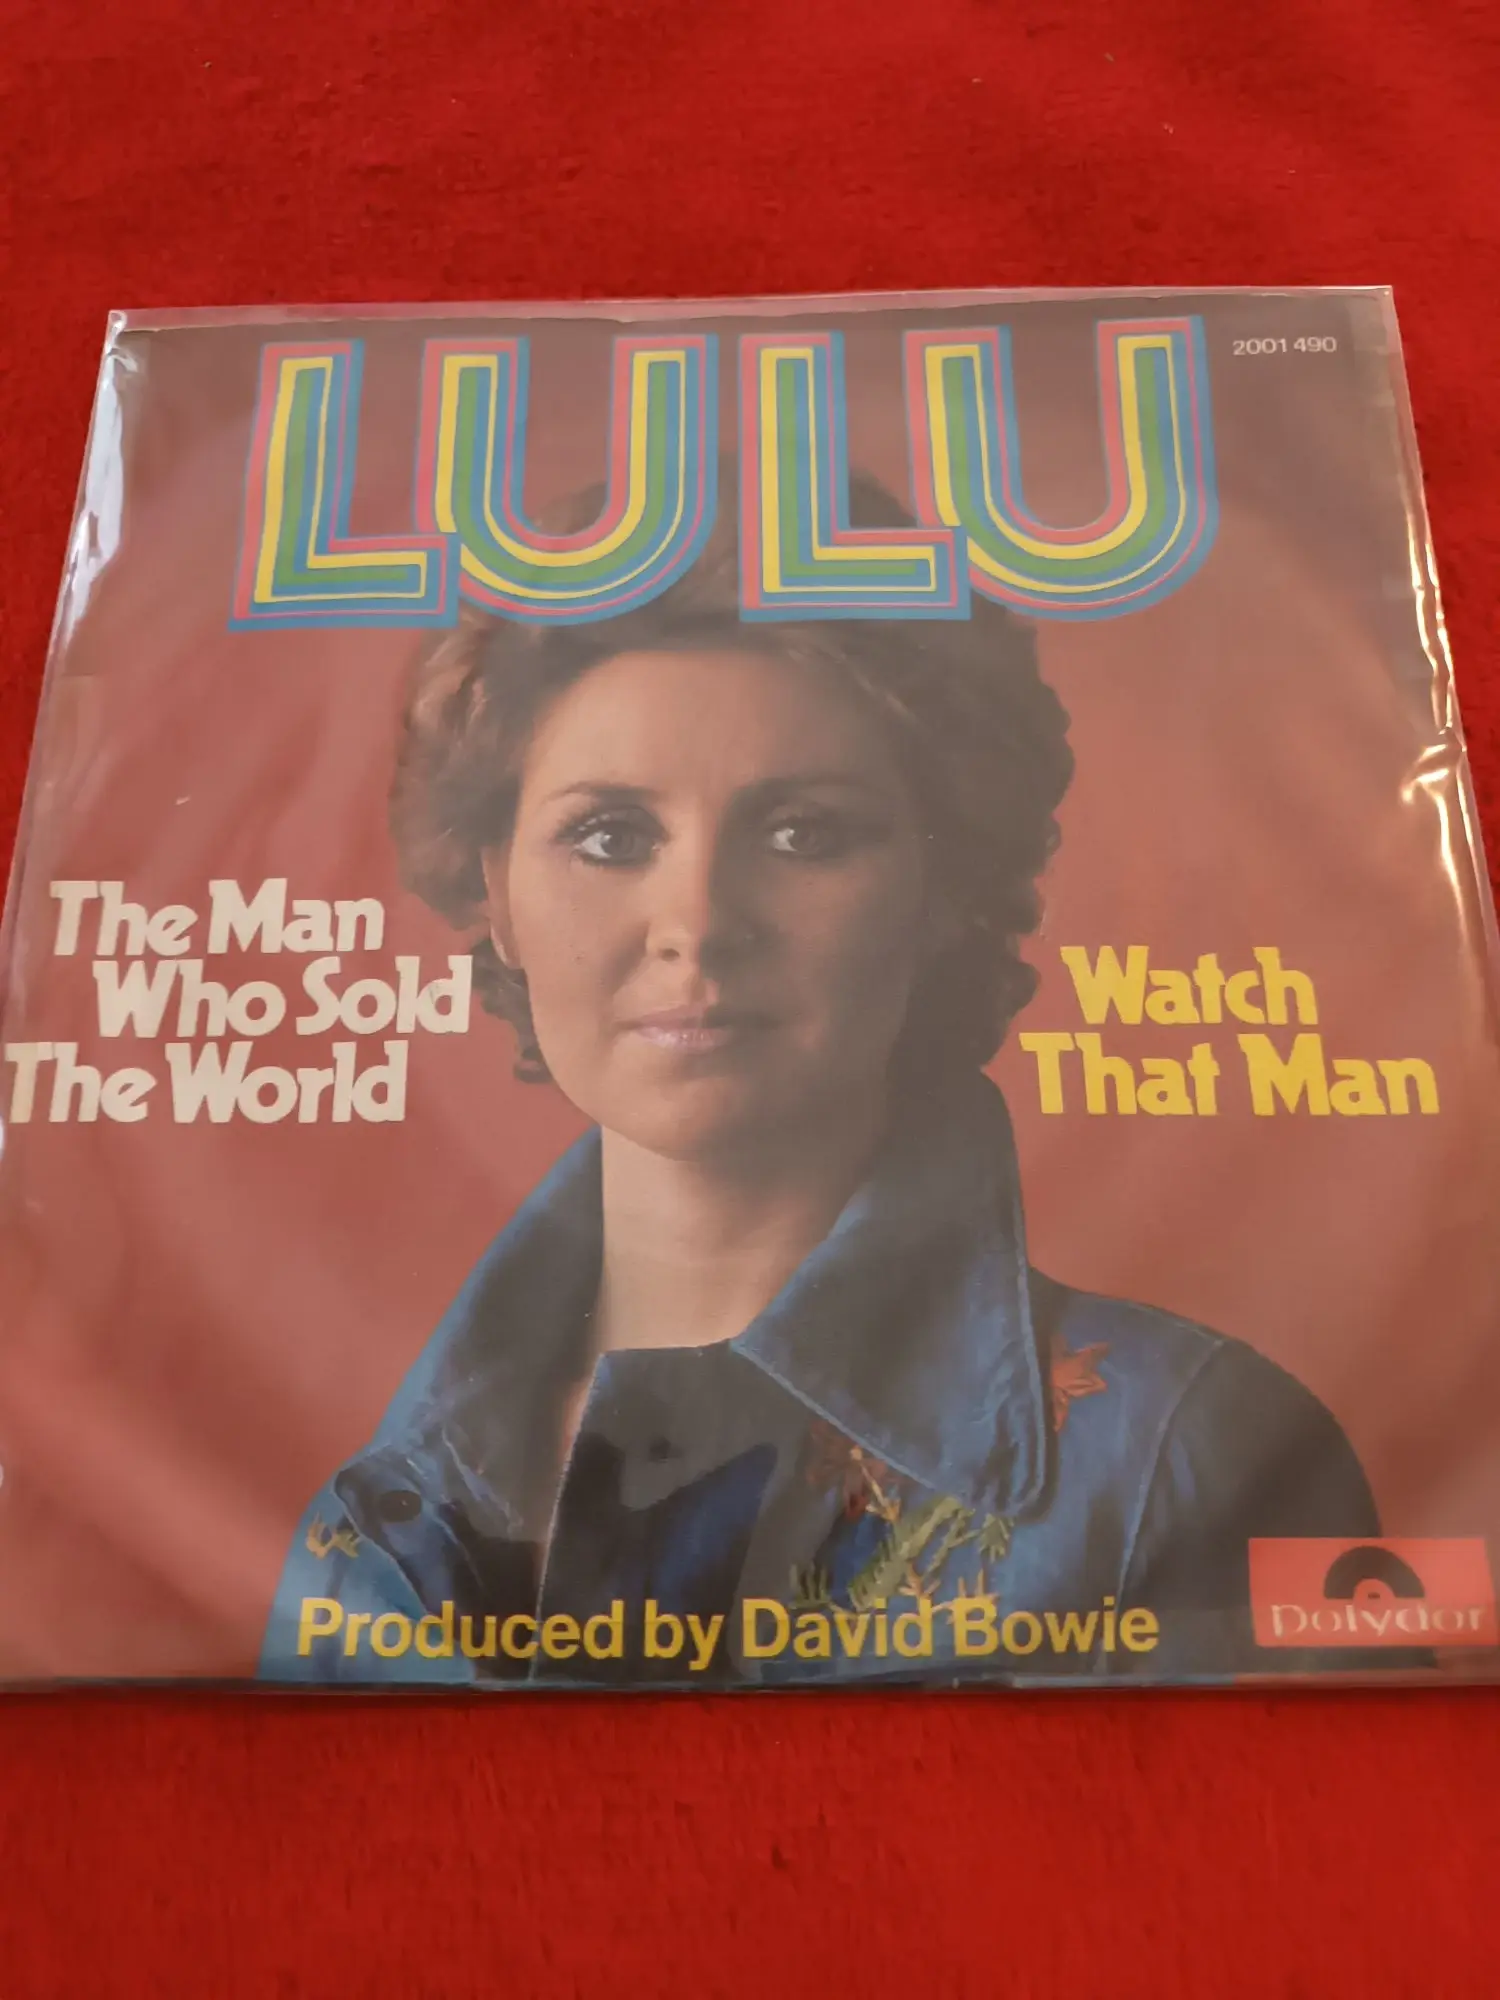 LULU
2001 490
The Man
Who Sold
The World
Watch
That Man
Produced by David Bowie
Polydor